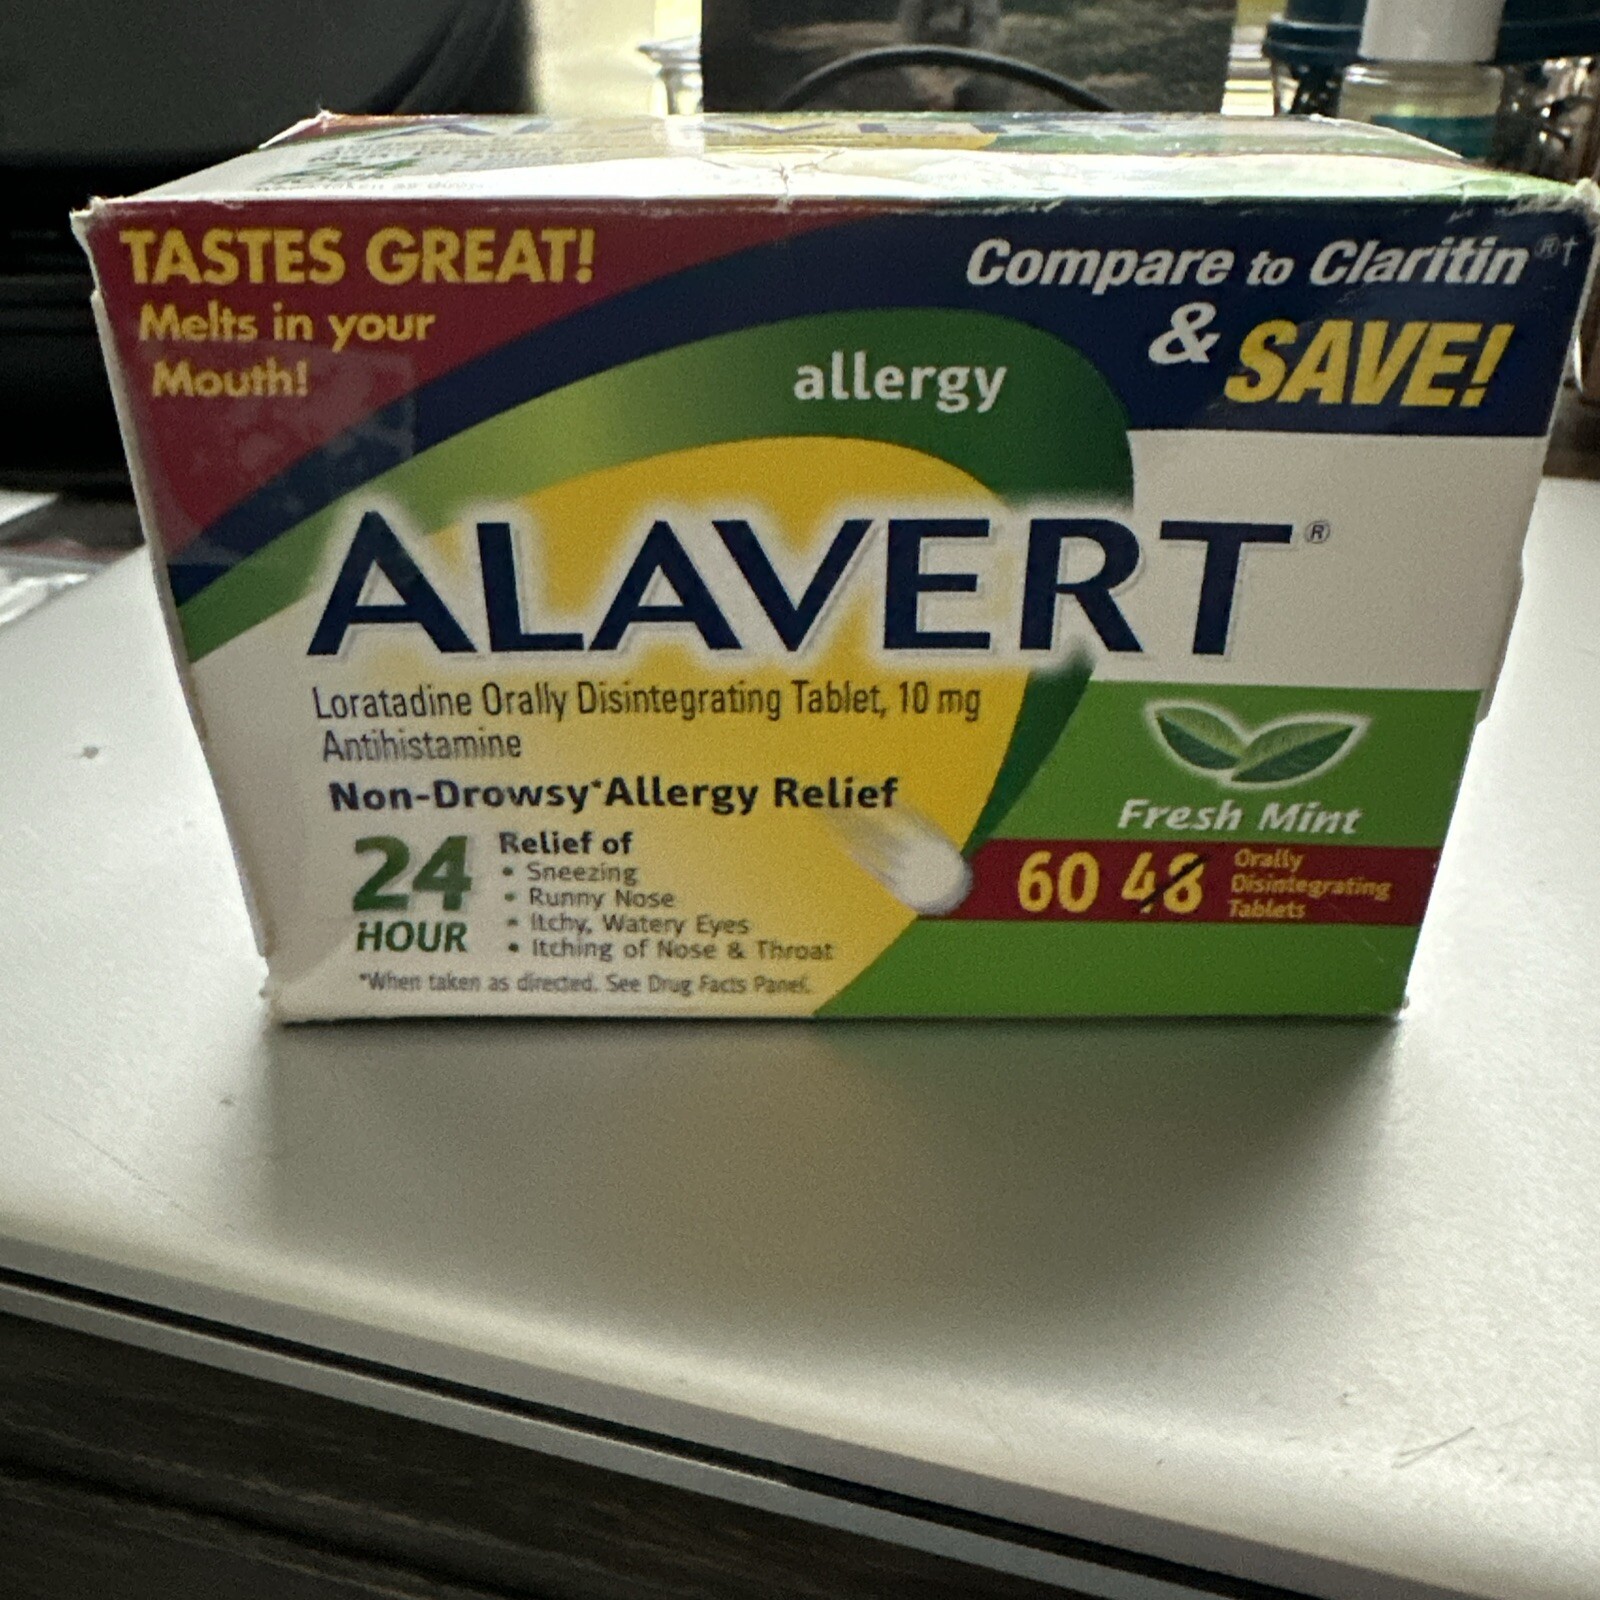 TASTES GREAT!
Melts in your
Mouth!
Compare to Claritin®†
& SAVE!
allergy
ALAVERT®
Loratadine Orally Disintegrating Tablet, 10 mg
Antihistamine
Non-Drowsy*Allergy Relief
24
HOUR
Relief of
• Sneezing
• Runny Nose
• Itchy, Watery Eyes
• Itching of Nose & Throat
*When taken as directed. See Drug Facts Panel.
Fresh Mint
60 48
Orally
Disintegrating
Tablets